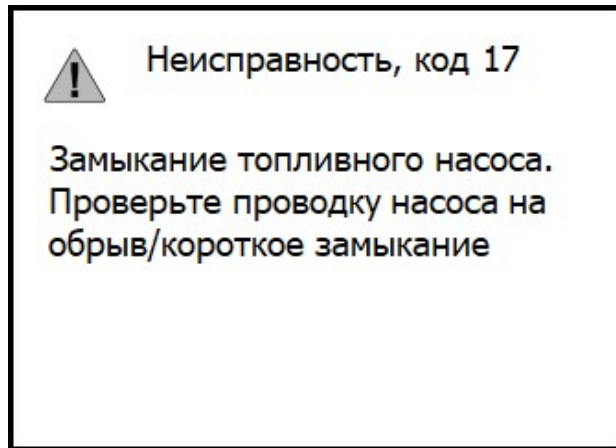 Неисправность, код 17
Замыкание топливного насоса.
Проверьте проводку насоса на
обрыв/короткое замыкание